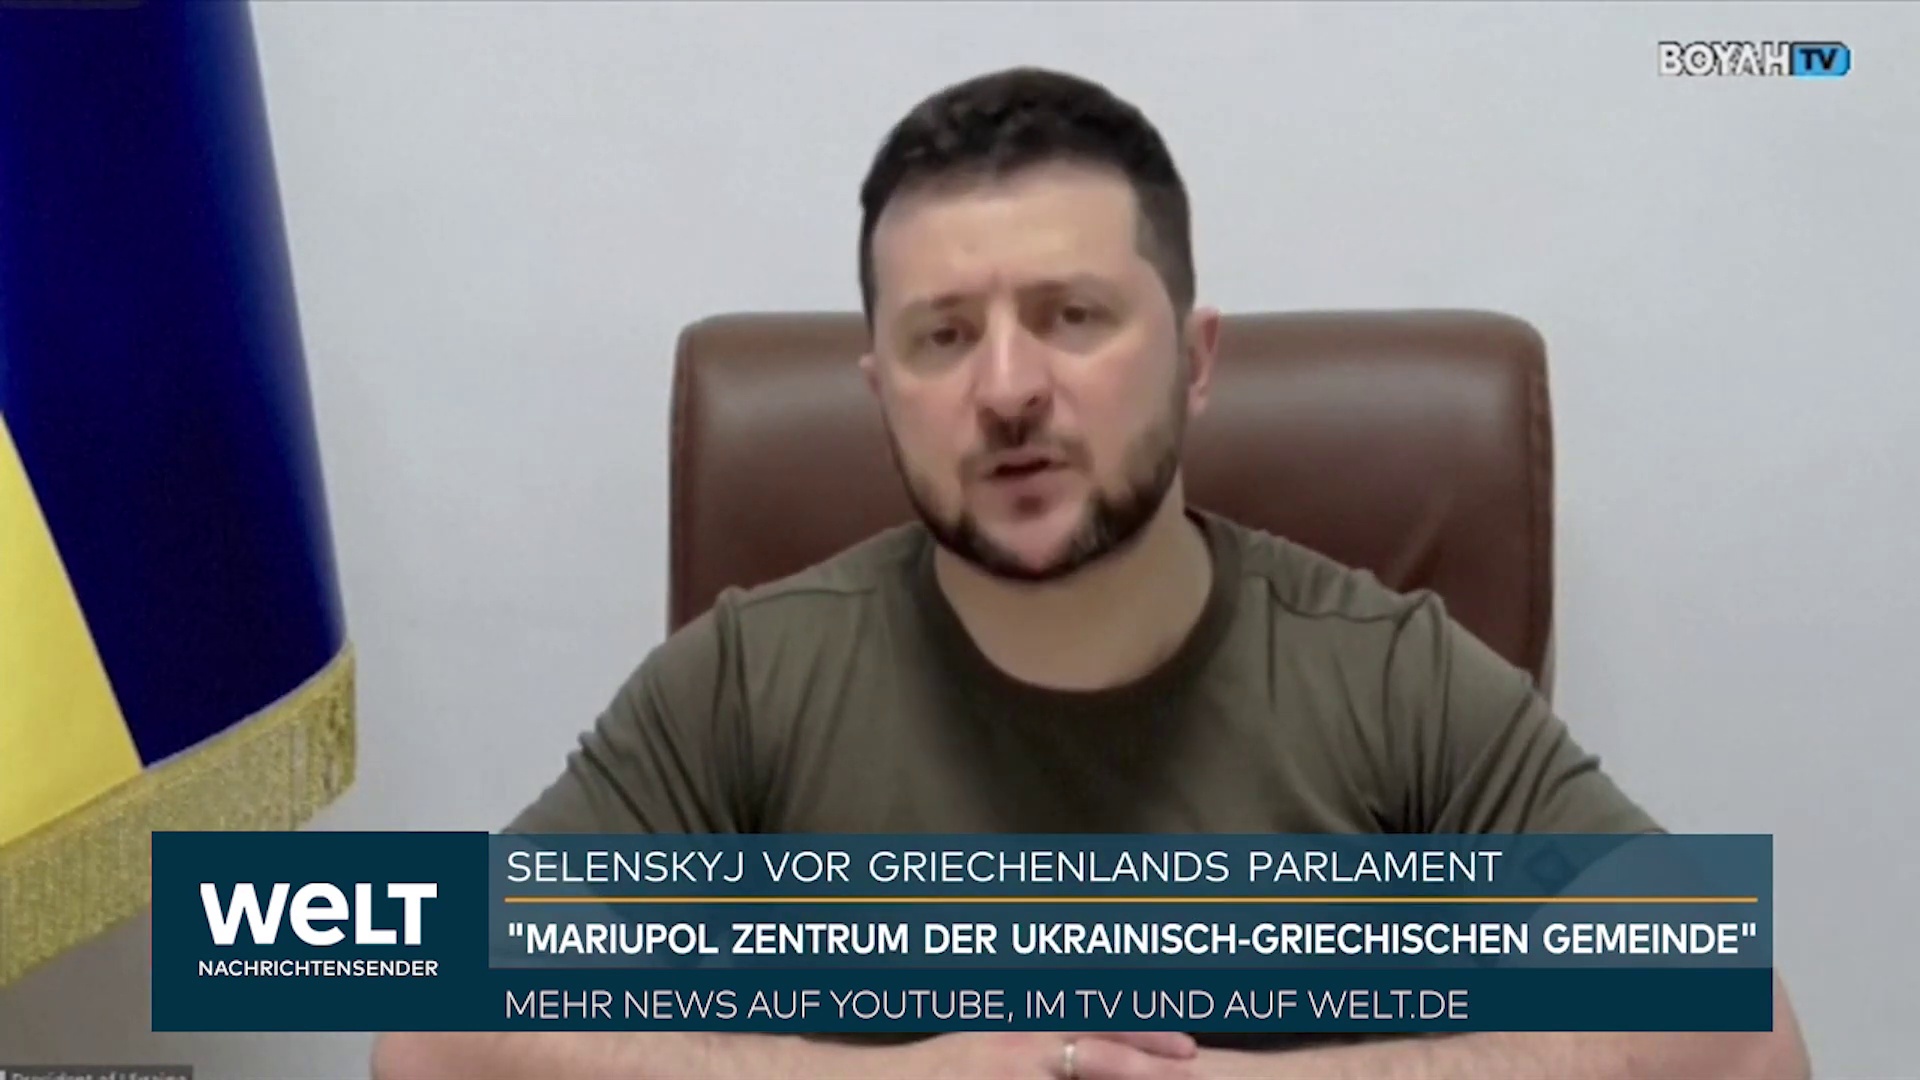 ΒΟΥΛΗ TV
SELENSKYJ VOR GRIECHENLANDS PARLAMENT
"MARIUPOL ZENTRUM DER UKRAINISCH-GRIECHISCHEN GEMEINDE"
MEHR NEWS AUF YOUTUBE, IM TV UND AUF WELT.DE
WELT
NACHRICHTENSENDER
President of Ukraine